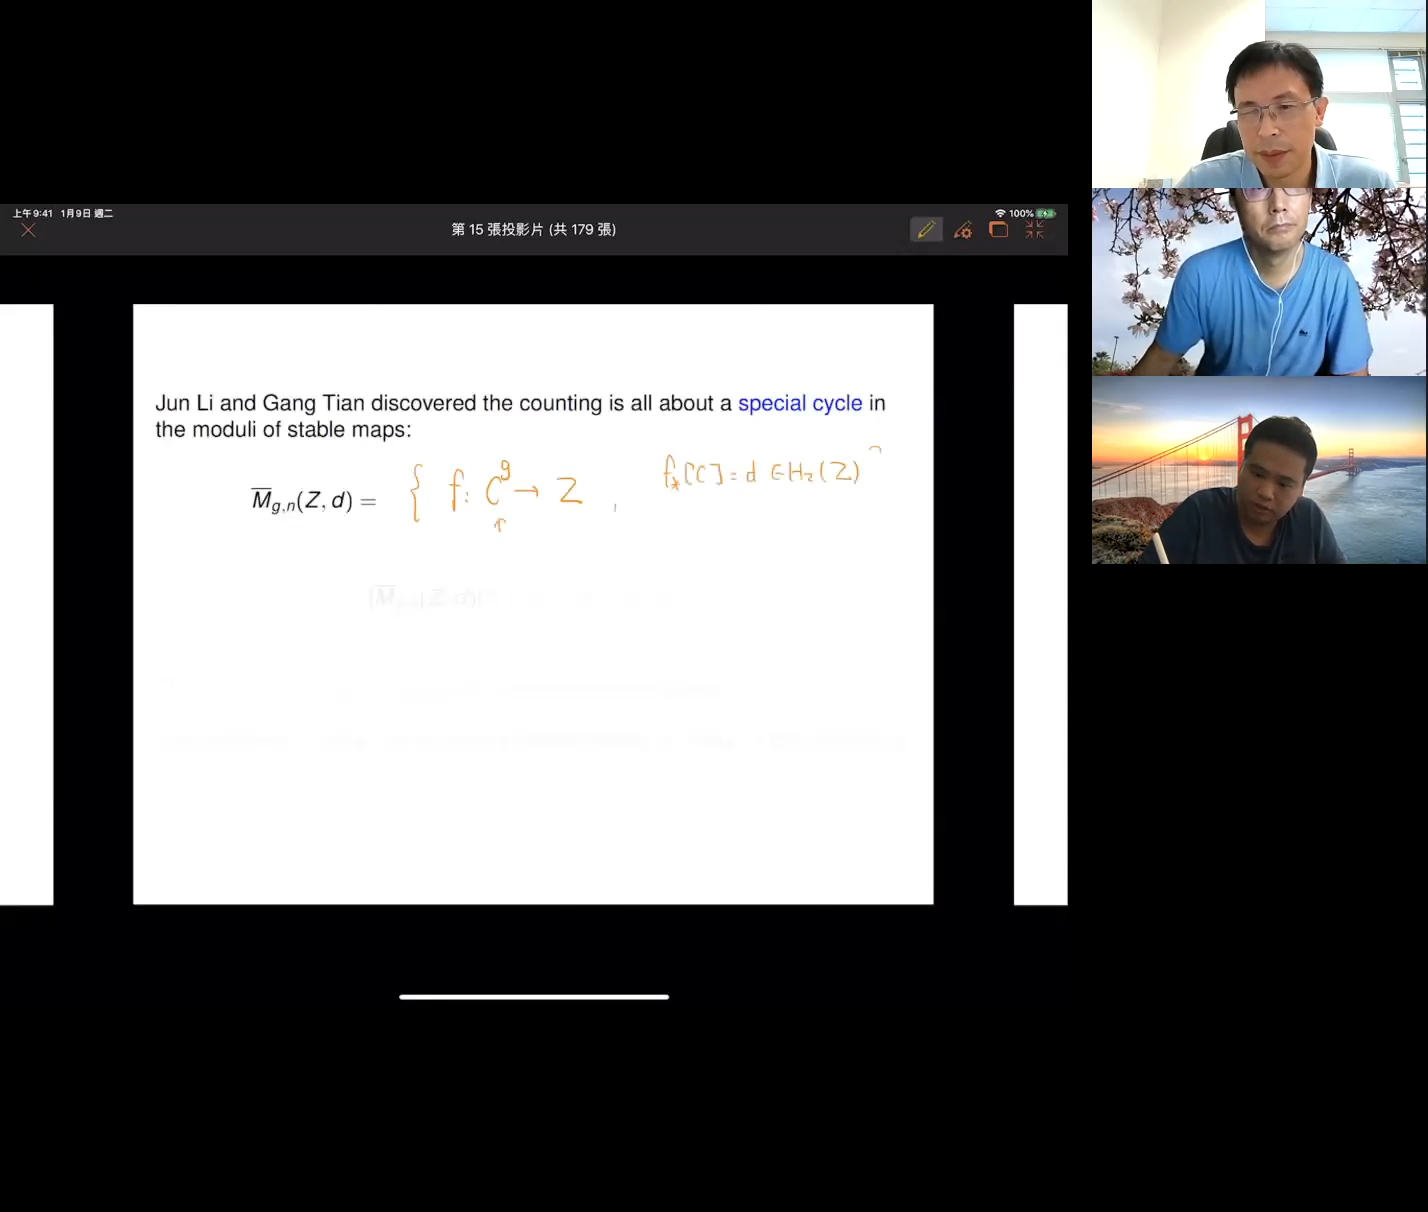 上午9:41 1月9日 週二
100%
第 15 張投影片 (共 179 張)
Jun Li and Gang Tian discovered the counting is all about a special cycle in
the moduli of stable maps:
M̅g,n(Z, d) = { f: C^g → Z , f_*[C] = d ∈ H₂(Z)